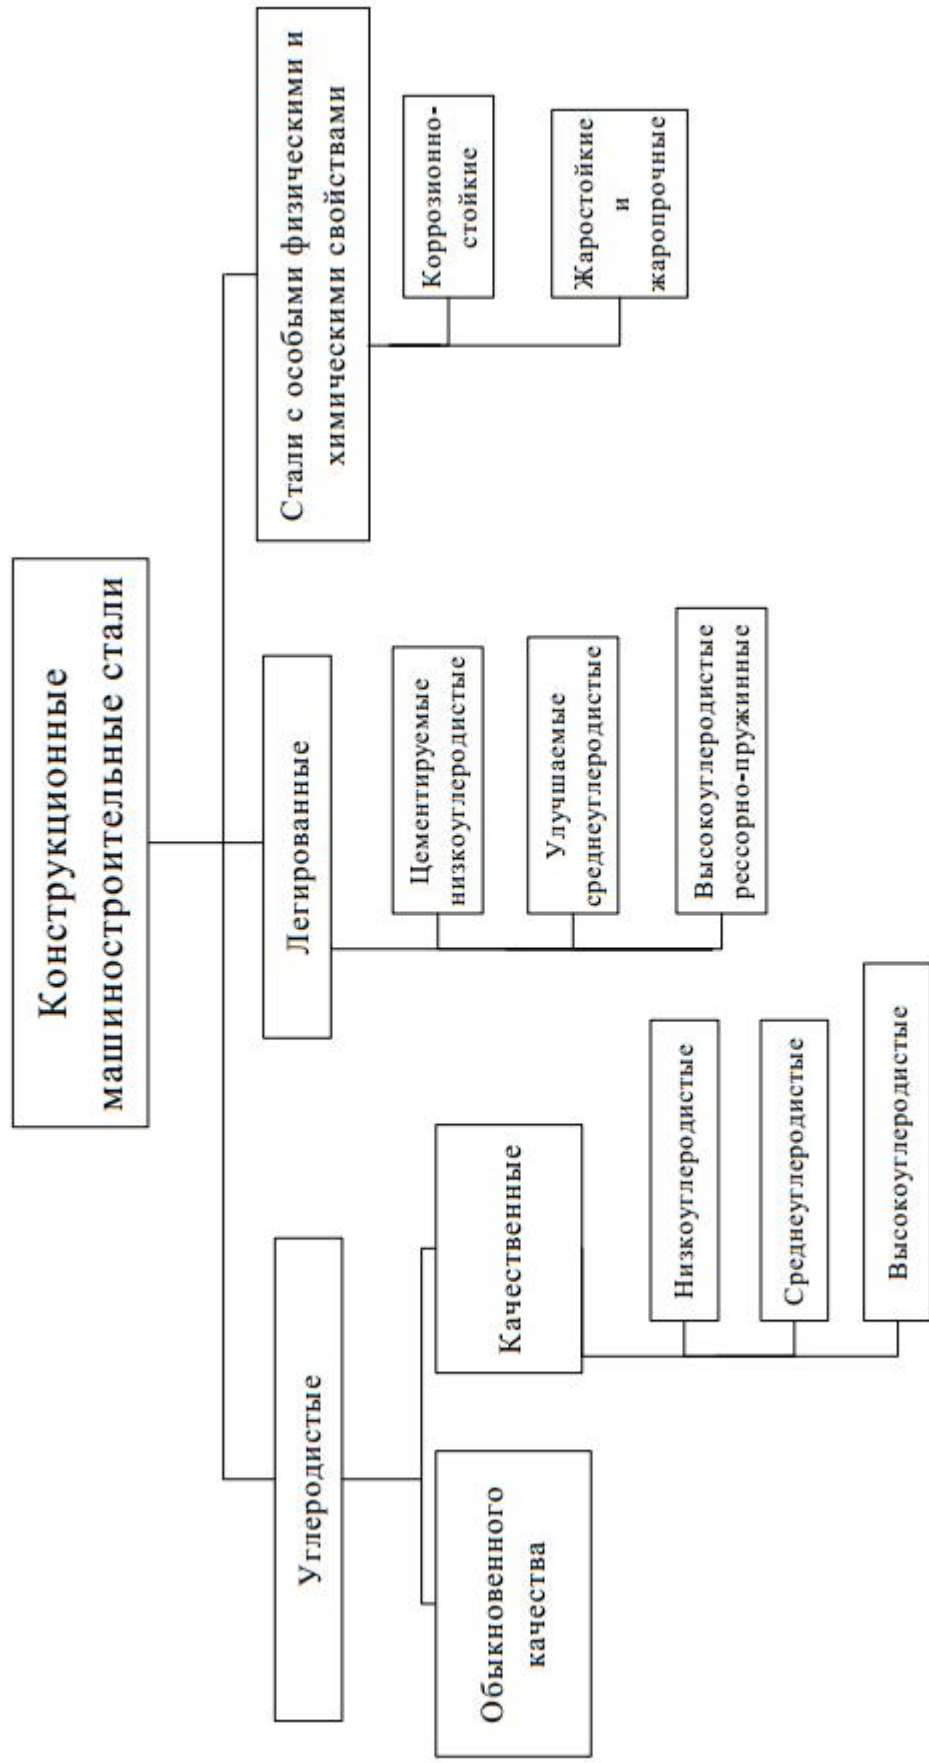 Конструкционные
машиностроительные стали
Углеродистые
Обыкновенного
качества
Качественные
Низкоуглеродистые
Среднеуглеродистые
Высокоуглеродистые
Легированные
Цементируемые
низкоуглеродистые
Улучшаемые
среднеуглеродистые
Высокоуглеродистые
рессорно-пружинные
Стали с особыми физическими и
химическими свойствами
Коррозионно-
стойкие
Жаростойкие
и
жаропрочные